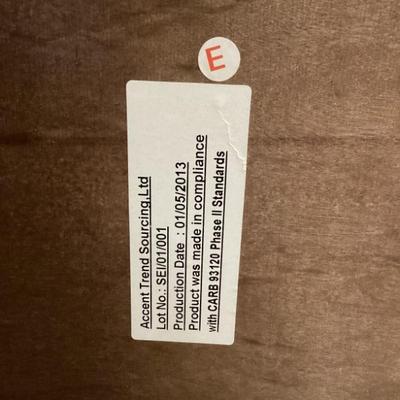 E
Accent Trend Sourcing,Ltd
Lot No.: SEI/01/001
Production Date : 01/05/2013
Product was made in compliance
with CARB 93120 Phase II Standards